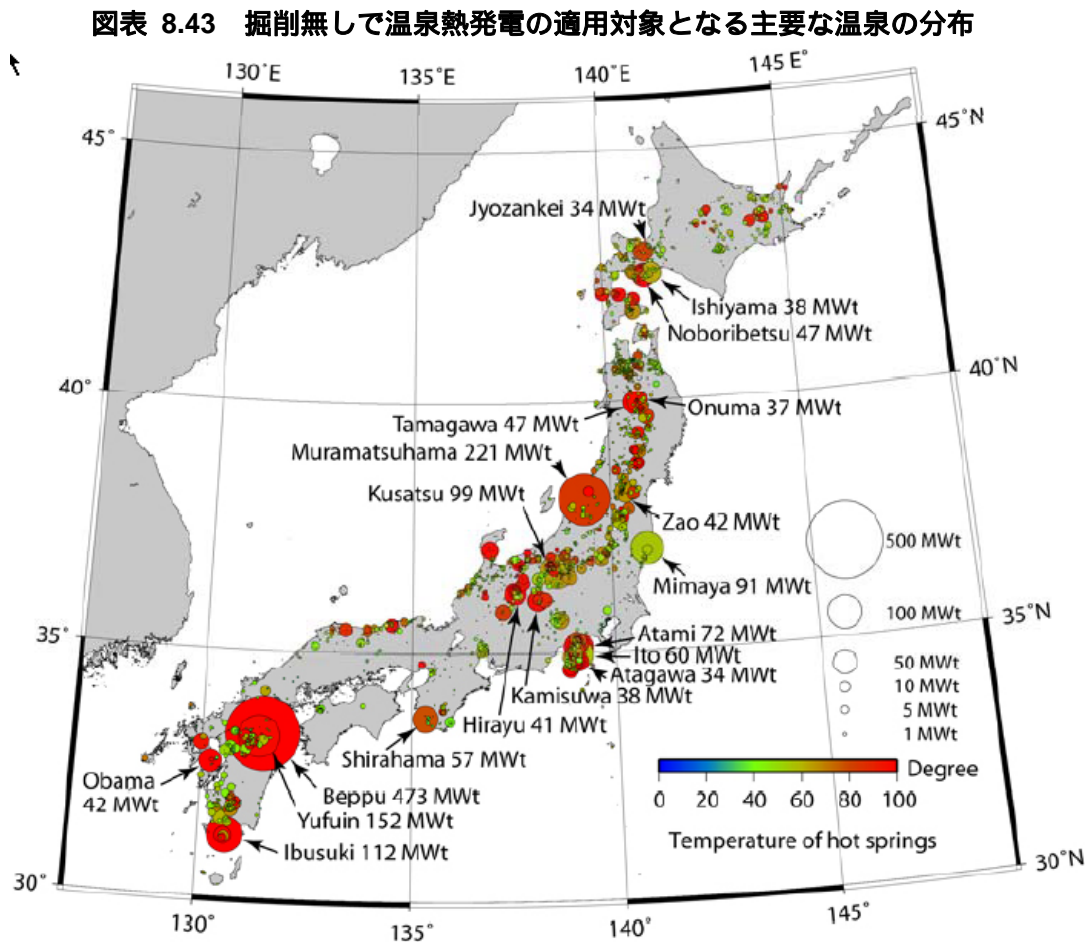 図表 8.43 掘削無しで温泉熱発電の適用対象となる主要な温泉の分布
130˚E 135˚E 140˚E 145˚E
45˚ 45˚N
Jyozankei 34 MWt
Ishiyama 38 MWt
Noboribetsu 47 MWt
40˚ 40˚N
Onuma 37 MWt
Tamagawa 47 MWt
Muramatsuhama 221 MWt
Kusatsu 99 MWt
Zao 42 MWt
500 MWt
Mimaya 91 MWt
100 MWt
35˚ 35˚N
Atami 72 MWt
Ito 60 MWt
50 MWt
Atagawa 34 MWt
10 MWt
Kamisuwa 38 MWt
5 MWt
Hirayu 41 MWt
1 MWt
Shirahama 57 MWt
Obama
42 MWt
Beppu 473 MWt
Yufuin 152 MWt
Ibusuki 112 MWt
Degree
0 20 40 60 80 100
Temperature of hot springs
30˚ 30˚N
130˚ 135˚ 140˚ 145˚